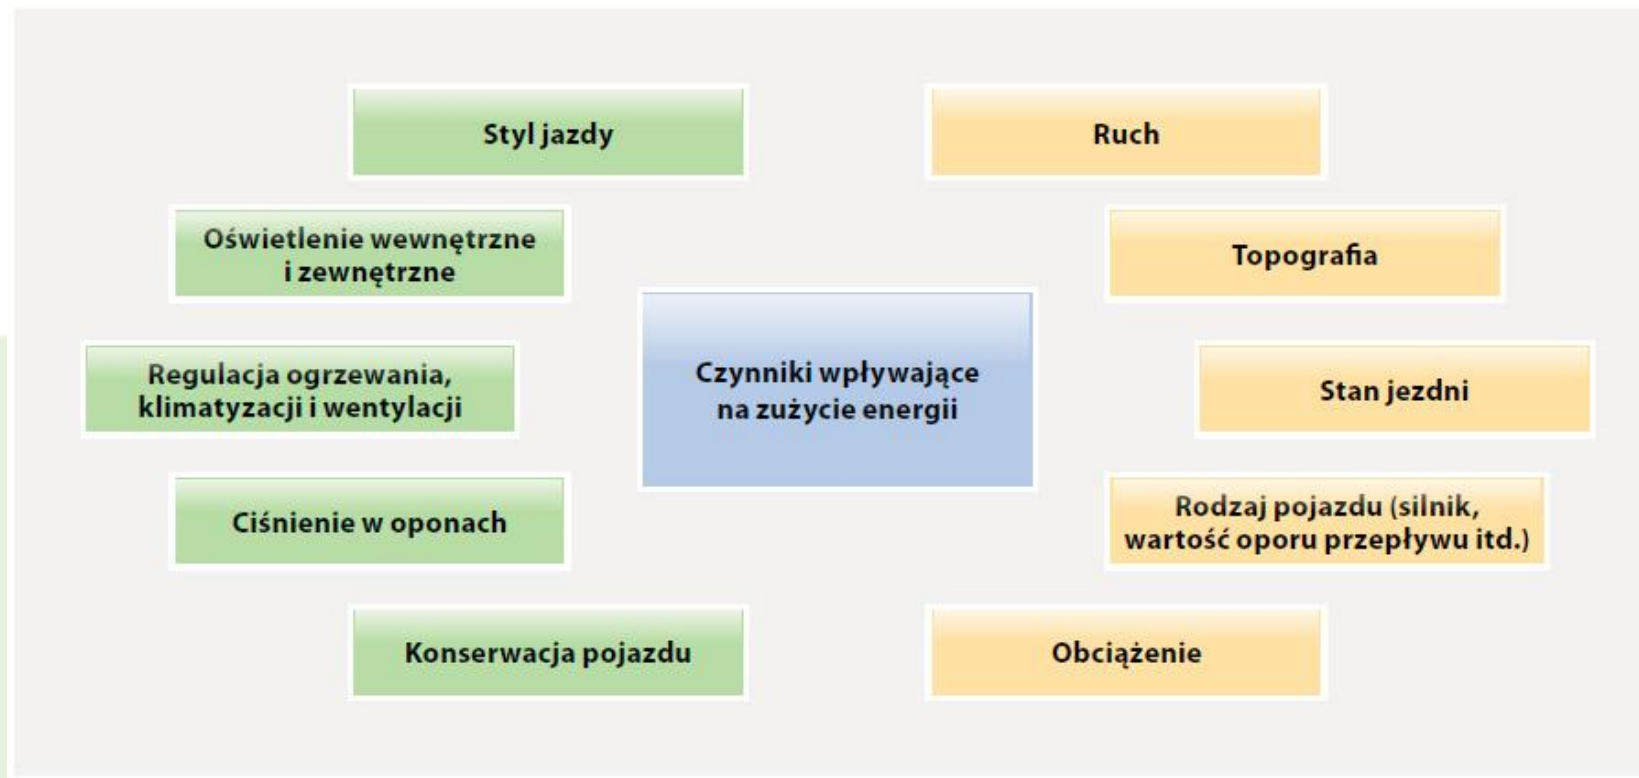 Styl jazdy
Ruch
Oświetlenie wewnętrzne
i zewnętrzne
Topografia
Regulacja ogrzewania,
klimatyzacji i wentylacji
Czynniki wpływające
na zużycie energii
Stan jezdni
Ciśnienie w oponach
Rodzaj pojazdu (silnik,
wartość oporu przepływu itd.)
Konserwacja pojazdu
Obciążenie